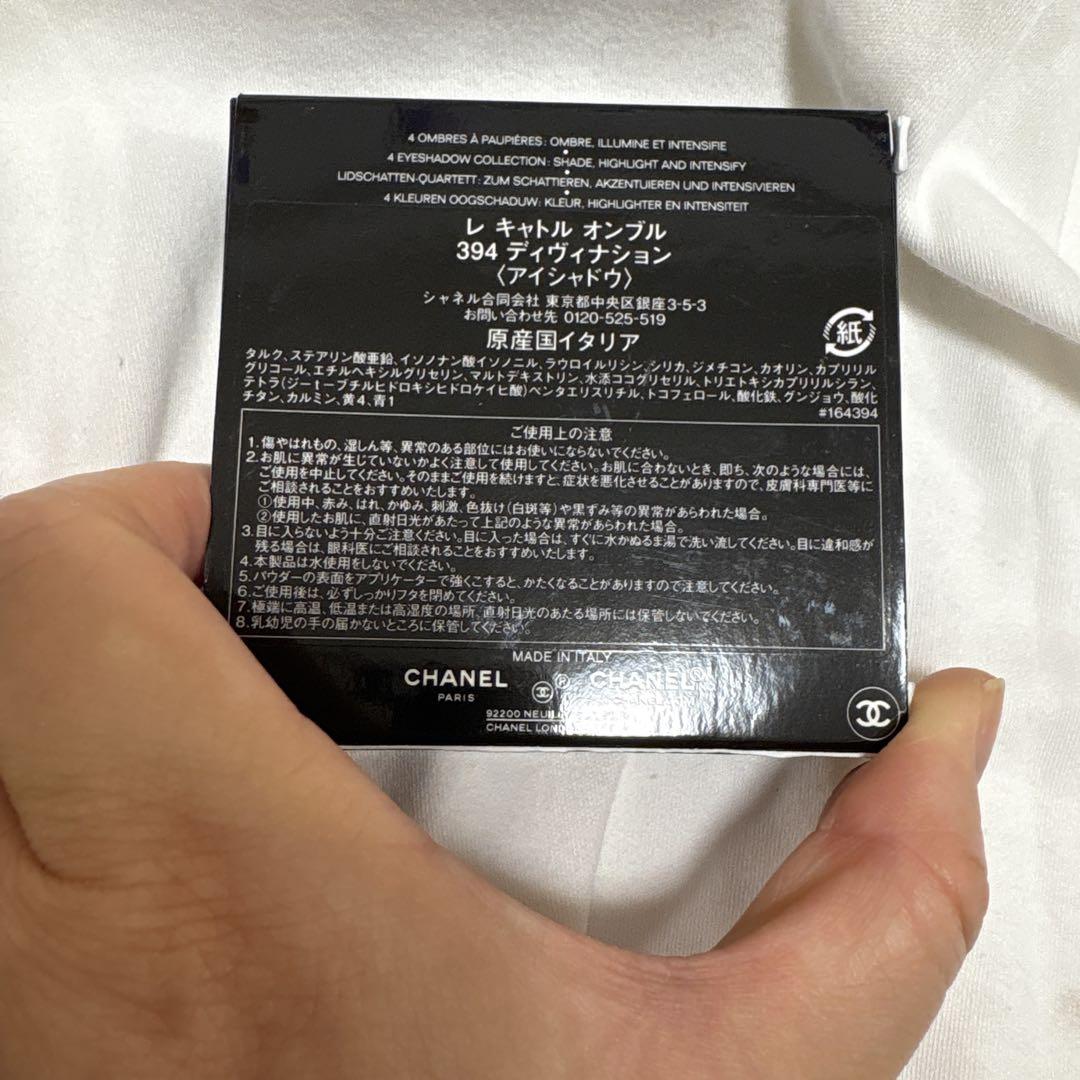 4 OMBRES À PAUPIÈRES : OMBRE, ILLUMINE ET INTENSIFIE
4 EYESHADOW COLLECTION : SHADE, HIGHLIGHT AND INTENSIFY
LIDSCHATTEN-QUARTETT : ZUM SCHATTIEREN, AKZENTUIEREN UND INTENSIVIEREN
4 KLEUREN OOGSCHADUW: KLEUR, HIGHLIGHTER EN INTENSITEIT
レ キャトル オンブル
394 ディヴィナション
〈アイシャドウ〉
シャネル合同会社 東京都中央区銀座3-5-3
お問い合わせ先 0120-525-519
原産国イタリア
紙
タルク、ステアリン酸亜鉛、イソノナン酸イソノニル、ラウロイルリシン、シリカ、ジメチコン、カオリン、カプリリル
グリコール、エチルヘキシルグリセリン、マルトデキストリン、水添ココグリセリル、トリエトキシカプリリルシラン、
テトラ(ジーtーブチルヒドロキシヒドロケイヒ酸)ペンタエリスリチル、トコフェロール、酸化鉄、グンジョウ、酸化
チタン、カルミン、黄4、青1
#164394
ご使用上の注意
1.傷やはれもの、湿しん等、異常のある部位にはお使いにならないでください。
2.お肌に異常が生じていないかよく注意して使用してください。お肌に合わないとき、即ち、次のような場合には、
ご使用を中止してください。そのままご使用を続けますと、症状を悪化させることがありますので、皮膚科専門医等に
ご相談されることをおすすめいたします。
①使用中、赤み、はれ、かゆみ、刺激、色抜け(白斑等)や黒ずみ等の異常があらわれた場合。
②使用したお肌に、直射日光があたって上記のような異常があらわれた場合。
3.目に入らないよう十分ご注意ください。目に入った場合は、すぐに水かぬるま湯で洗い流してください。目に違和感が
残る場合は、眼科医にご相談されることをおすすめいたします。
4.本製品は水使用をしないでください。
5.パウダーの表面をアプリケーターで強くこすると、かたくなることがありますので注意してください。
6.ご使用後は、必ずしっかりフタを閉めてください。
7.極端に高温、低温または高湿度の場所、直射日光のあたる場所には保管しないでください。
8.乳幼児の手の届かないところに保管してください。
MADE IN ITALY
CHANEL ® CHANEL
PARIS
92200
CHANEL